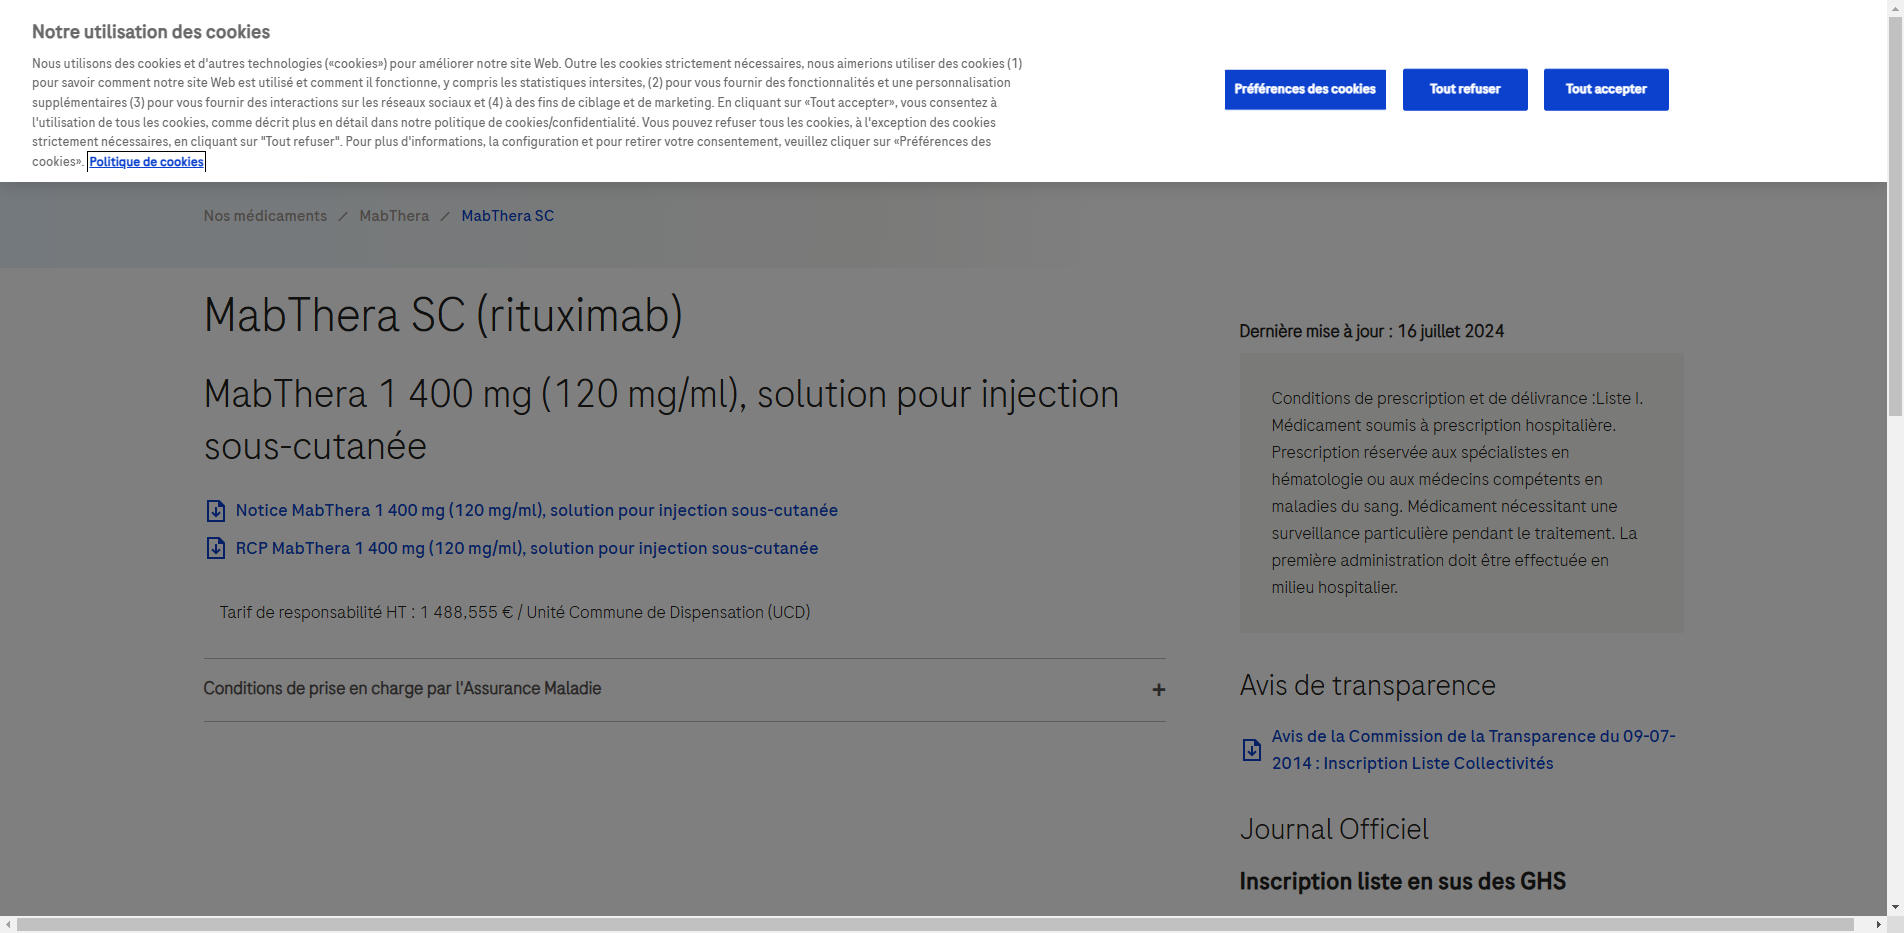 Notre utilisation des cookies
Nous utilisons des cookies et d'autres technologies («cookies») pour améliorer notre site Web. Outre les cookies strictement nécessaires, nous aimerions utiliser des cookies (1)
pour savoir comment notre site Web est utilisé et comment il fonctionne, y compris les statistiques intersites, (2) pour vous fournir des fonctionnalités et une personnalisation
supplémentaires (3) pour vous fournir des interactions sur les réseaux sociaux et (4) à des fins de ciblage et de marketing. En cliquant sur «Tout accepter», vous consentez à
l'utilisation de tous les cookies, comme décrit plus en détail dans notre politique de cookies/confidentialité. Vous pouvez refuser tous les cookies, à l'exception des cookies
strictement nécessaires, en cliquant sur "Tout refuser". Pour plus d'informations, la configuration et pour retirer votre consentement, veuillez cliquer sur «Préférences des
cookies». Politique de cookies
Préférences des cookies
Tout refuser
Tout accepter
Nos médicaments / MabThera / MabThera SC
MabThera SC (rituximab)
MabThera 1 400 mg (120 mg/ml), solution pour injection
sous-cutanée
Notice MabThera 1 400 mg (120 mg/ml), solution pour injection sous-cutanée
RCP MabThera 1 400 mg (120 mg/ml), solution pour injection sous-cutanée
Tarif de responsabilité HT : 1 488,555 € / Unité Commune de Dispensation (UCD)
Conditions de prise en charge par l'Assurance Maladie +
Dernière mise à jour : 16 juillet 2024
Conditions de prescription et de délivrance :Liste I.
Médicament soumis à prescription hospitalière.
Prescription réservée aux spécialistes en
hématologie ou aux médecins compétents en
maladies du sang. Médicament nécessitant une
surveillance particulière pendant le traitement. La
première administration doit être effectuée en
milieu hospitalier.
Avis de transparence
Avis de la Commission de la Transparence du 09-07-
2014 : Inscription Liste Collectivités
Journal Officiel
Inscription liste en sus des GHS